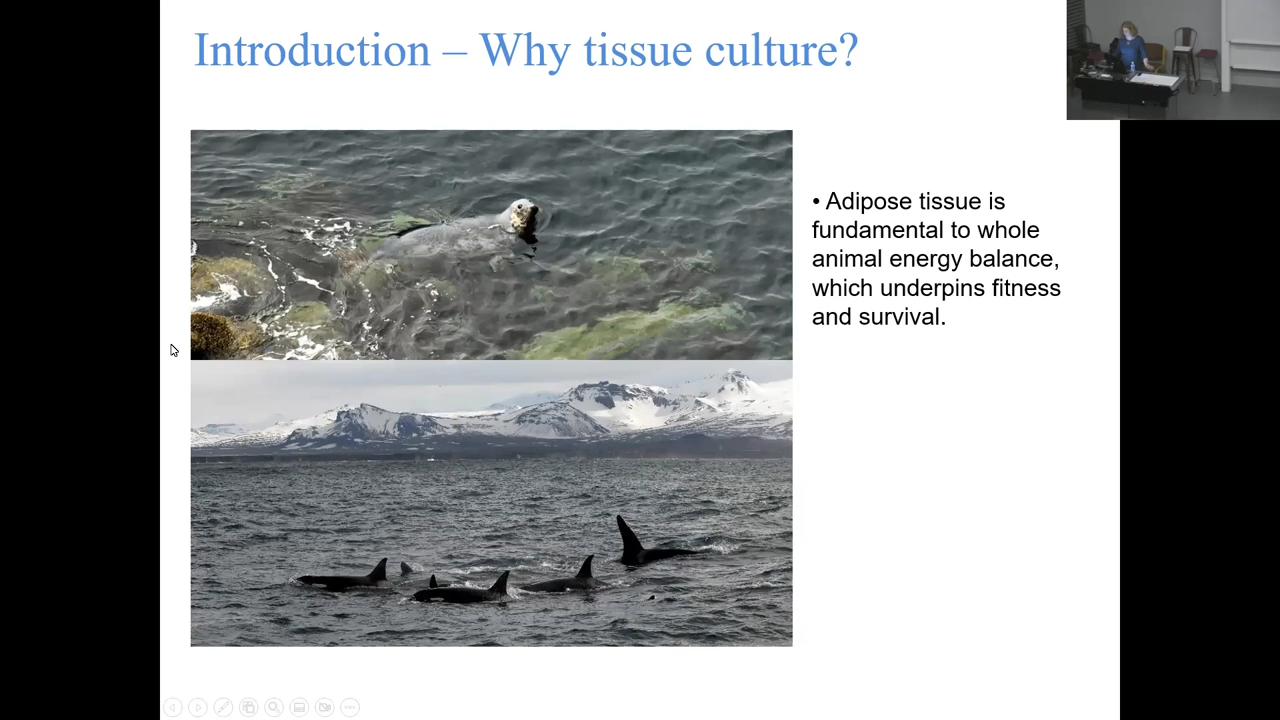 Introduction – Why tissue culture?
• Adipose tissue is
fundamental to whole
animal energy balance,
which underpins fitness
and survival.